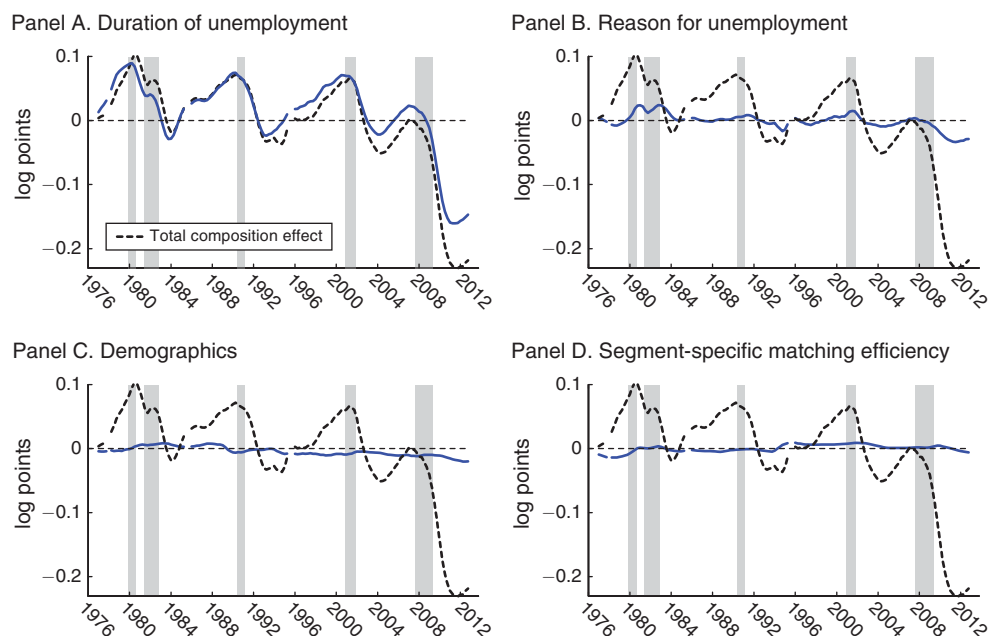 Panel A. Duration of unemployment
0.1
0
−0.1
−0.2
log points
Total composition effect
1976 1980 1984 1988 1992 1996 2000 2004 2008 2012
Panel B. Reason for unemployment
0.1
0
−0.1
−0.2
log points
1976 1980 1984 1988 1992 1996 2000 2004 2008 2012
Panel C. Demographics
0.1
0
−0.1
−0.2
log points
1976 1980 1984 1988 1992 1996 2000 2004 2008 2012
Panel D. Segment-specific matching efficiency
0.1
0
−0.1
−0.2
log points
1976 1980 1984 1988 1992 1996 2000 2004 2008 2012